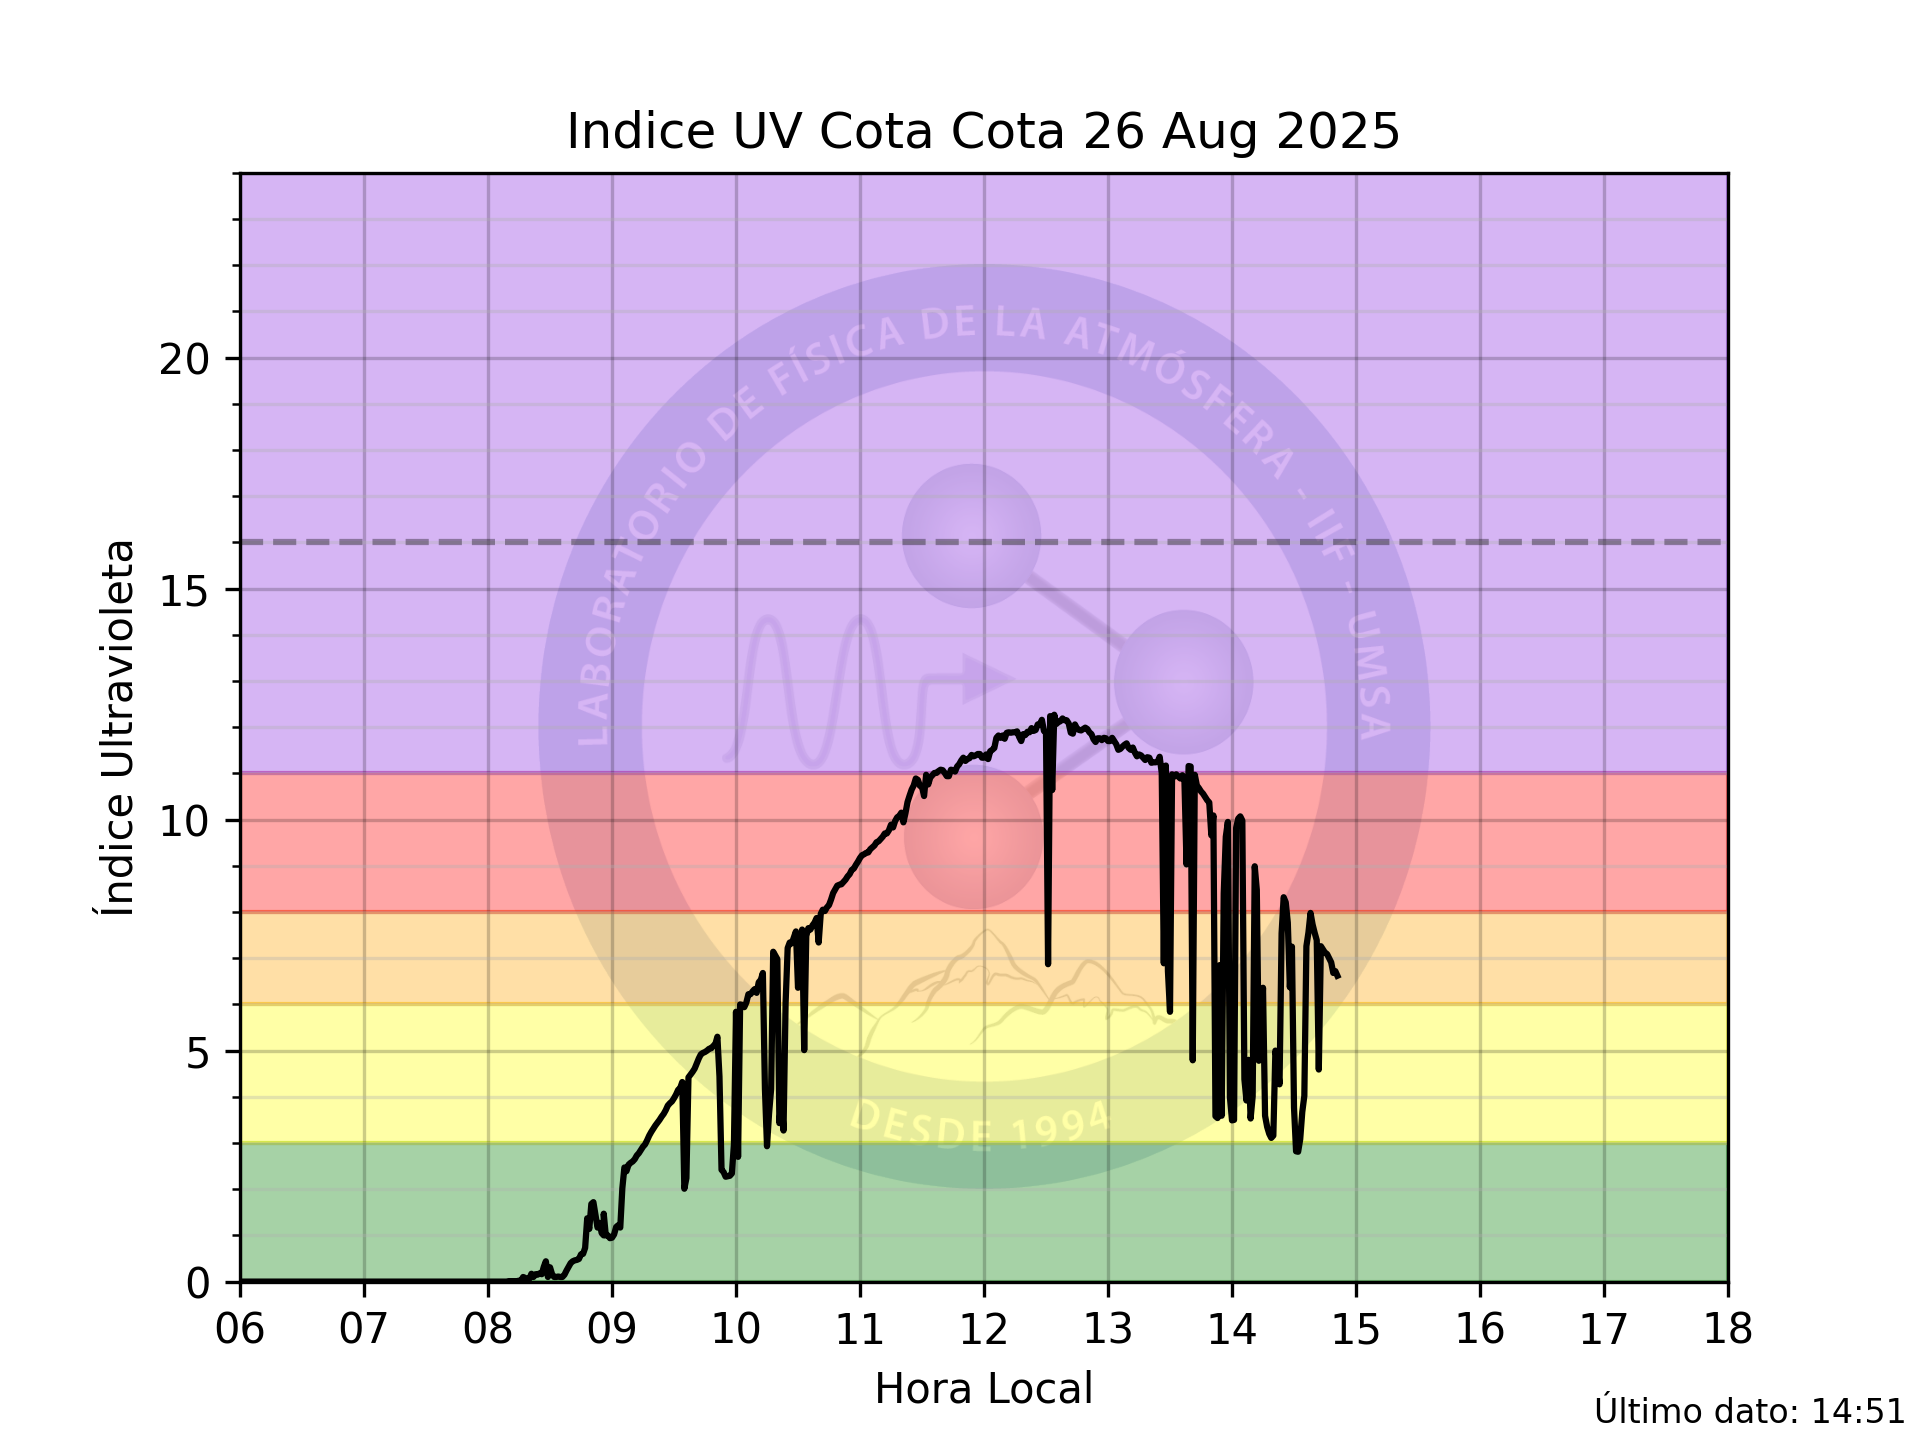 Indice UV Cota Cota 26 Aug 2025
Índice Ultravioleta
20
15
10
5
0
LABORATORIO DE FÍSICA DE LA ATMÓSFERA - IIF - UMSA
DESDE 1994
06 07 08 09 10 11 12 13 14 15 16 17 18
Hora Local
Último dato: 14:51